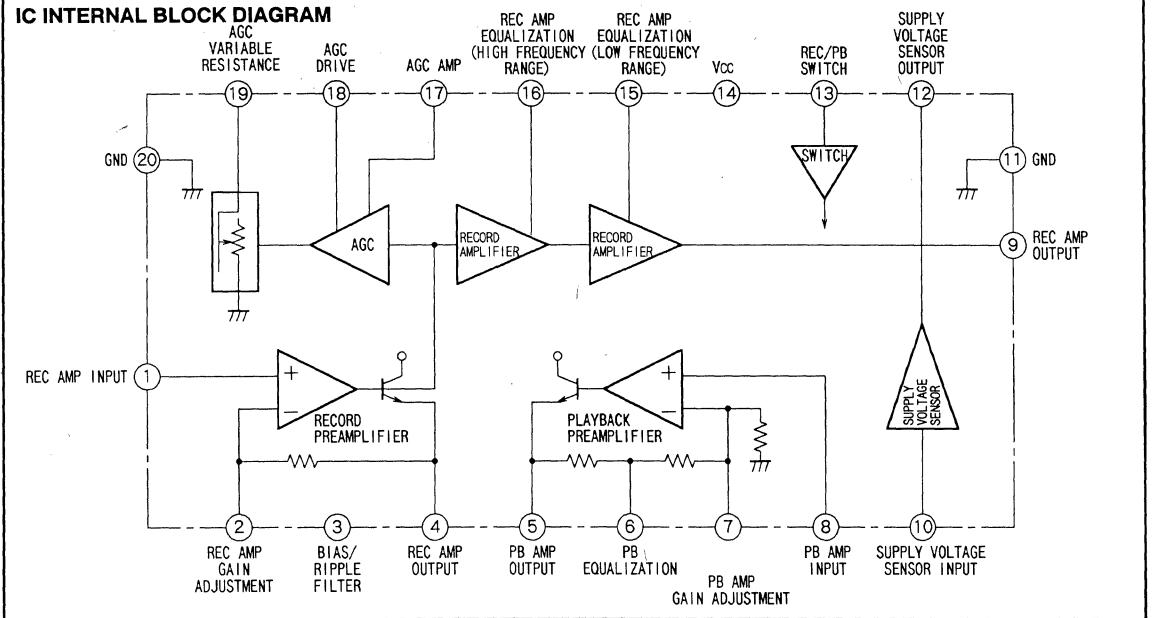 IC INTERNAL BLOCK DIAGRAM
AGC
VARIABLE
RESISTANCE
AGC
DRIVE
AGC AMP
REC AMP
EQUALIZATION
(HIGH FREQUENCY
RANGE)
REC AMP
EQUALIZATION
(LOW FREQUENCY
RANGE)
Vcc
REC/PB
SWITCH
SUPPLY
VOLTAGE
SENSOR
OUTPUT
19
18
17
16
15
14
13
12
GND 20
11 GND
SWITCH
AGC
RECORD
AMPLIFIER
RECORD
AMPLIFIER
9 REC AMP
OUTPUT
REC AMP INPUT 1
+
−
RECORD
PREAMPLIFIER
+
−
PLAYBACK
PREAMPLIFIER
SUPPLY
VOLTAGE
SENSOR
2
3
4
5
6
7
8
10
REC AMP
GAIN
ADJUSTMENT
BIAS/
RIPPLE
FILTER
REC AMP
OUTPUT
PB AMP
OUTPUT
PB
EQUALIZATION
PB AMP
GAIN ADJUSTMENT
PB AMP
INPUT
SUPPLY VOLTAGE
SENSOR INPUT